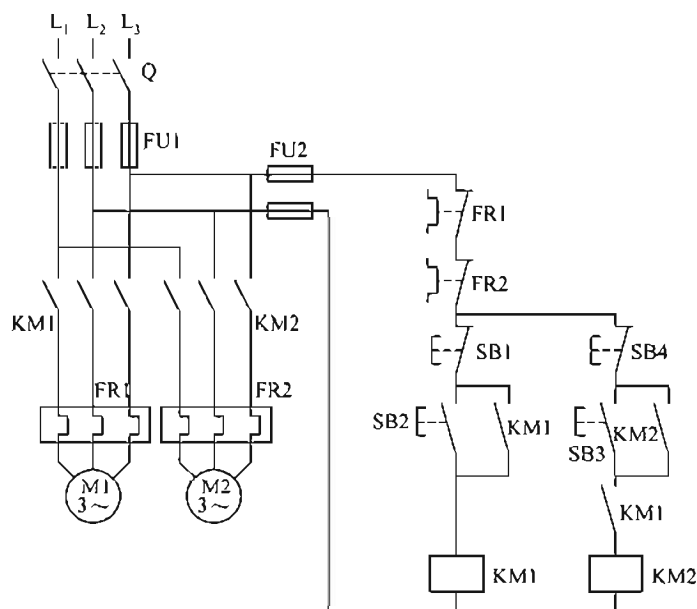 L1 L2 L3
Q
FU1
FU2
FR1
FR2
KM1
KM2
SB1
SB4
FR1
FR2
SB2
KM1
KM2
SB3
M1
3~
M2
3~
KM1
KM1
KM2